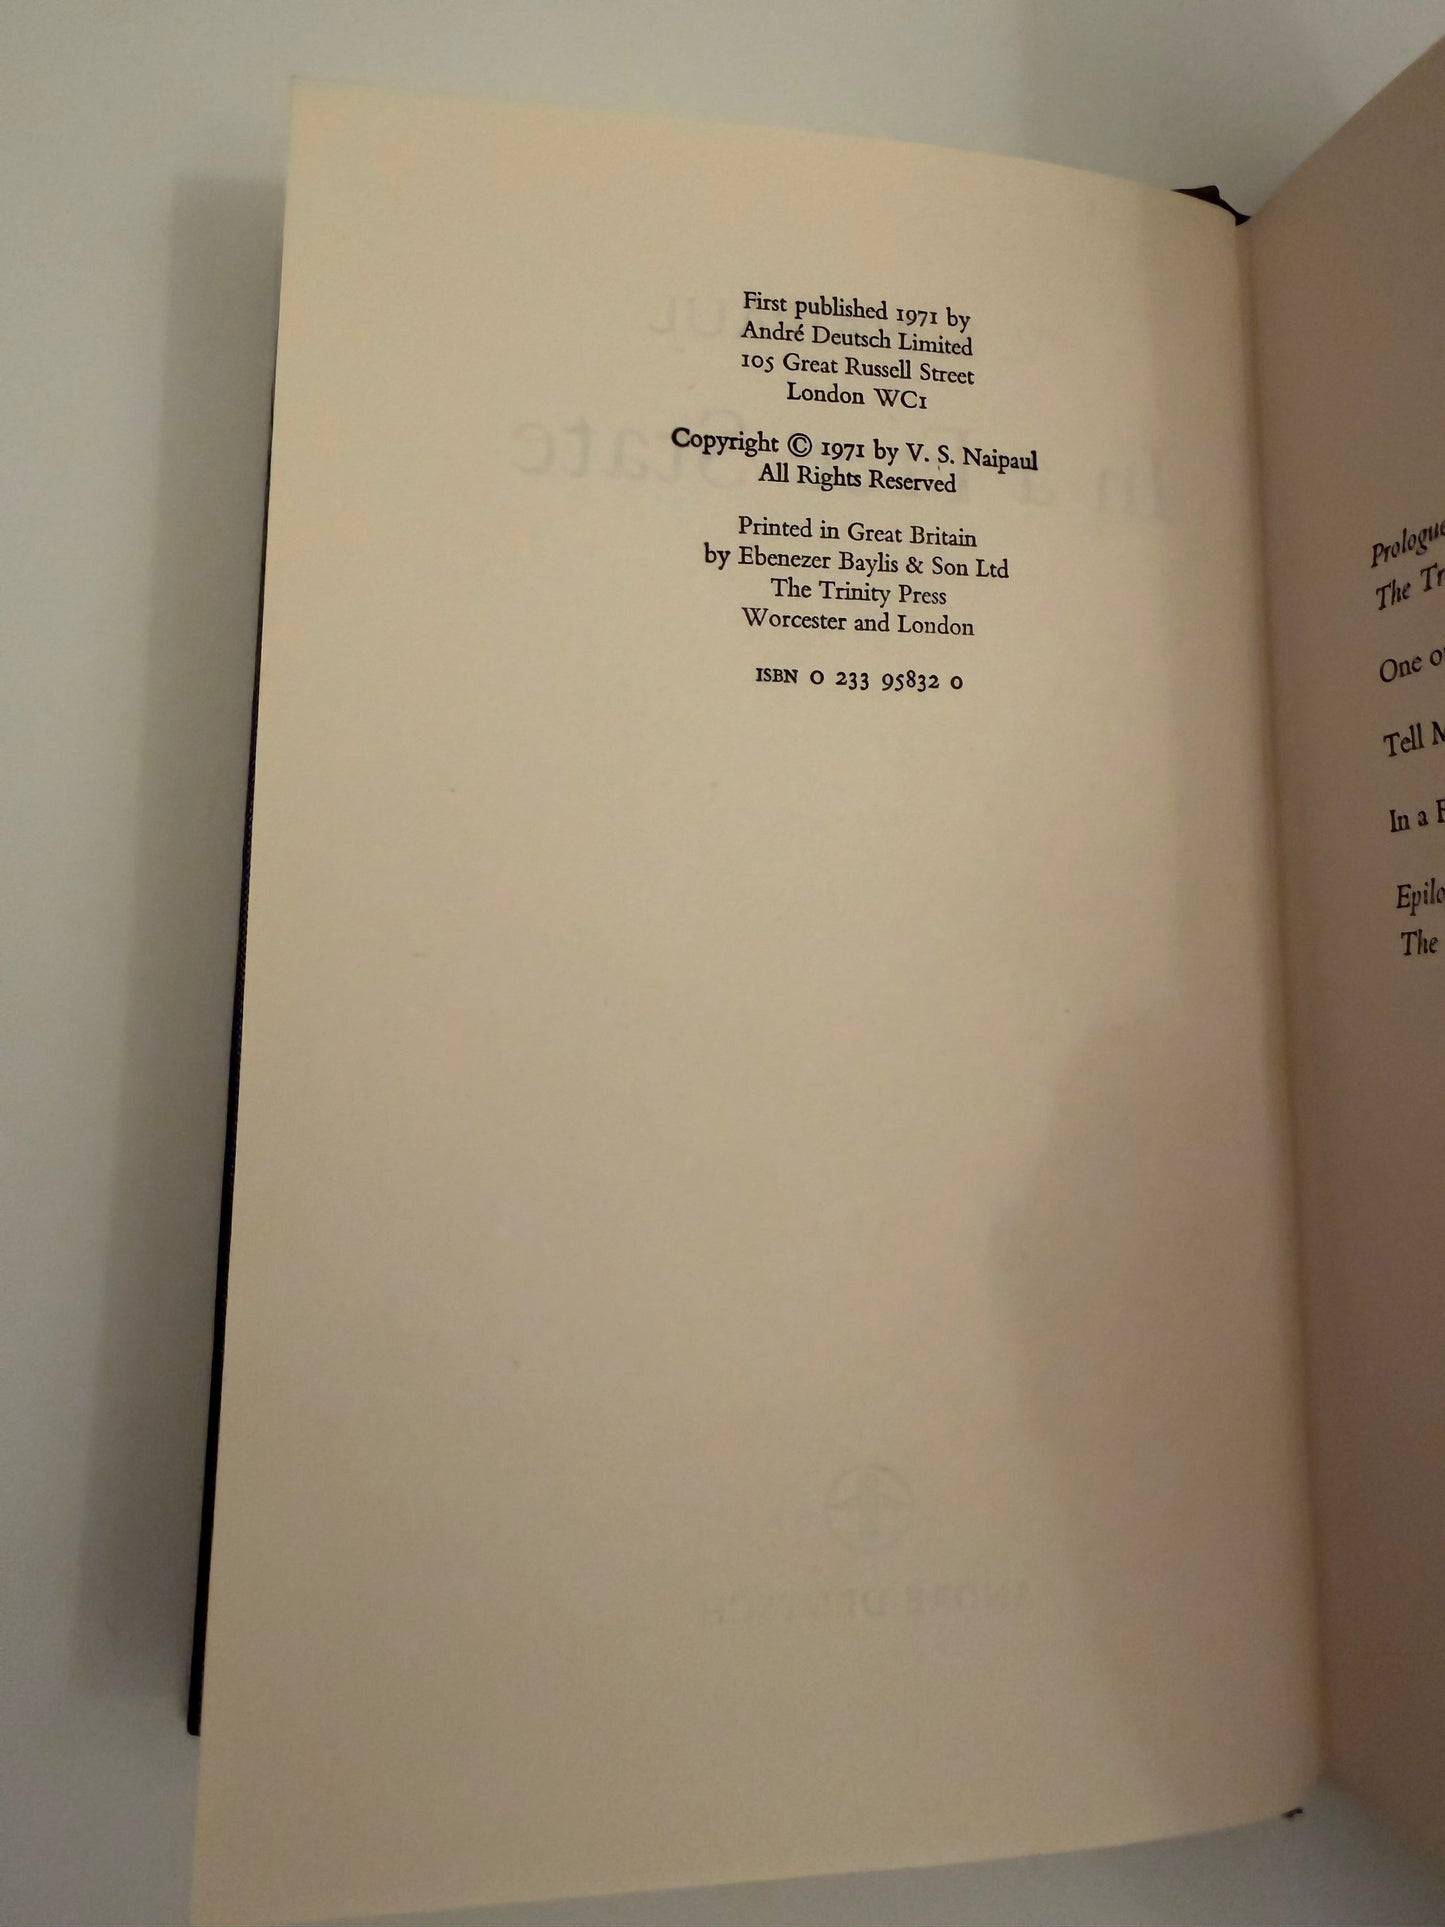 First published 1971 by
André Deutsch Limited
105 Great Russell Street
London WC1
Copyright © 1971 by V. S. Naipaul
All Rights Reserved
Printed in Great Britain
by Ebenezer Baylis & Son Ltd
The Trinity Press
Worcester and London
ISBN 0 233 95832 0
Prologue
The
One
Tell
In a
The